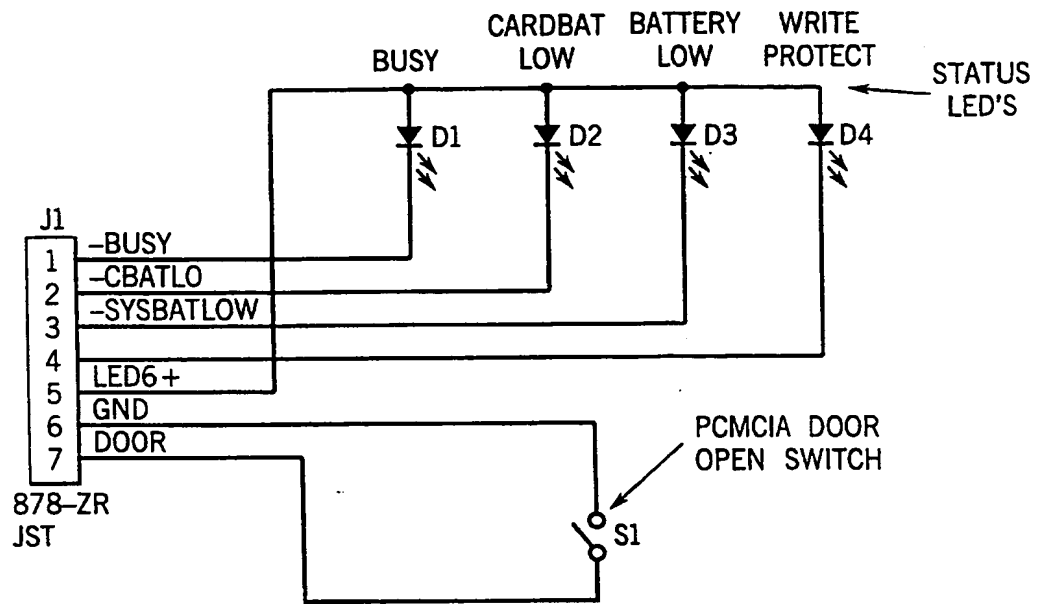 BUSY
CARDBAT
LOW
BATTERY
LOW
WRITE
PROTECT
STATUS
LED'S
D1
D2
D3
D4
J1
1
–BUSY
2
–CBATLO
3
–SYSBATLOW
4
5
LED6+
6
GND
7
DOOR
878–ZR
JST
PCMCIA DOOR
OPEN SWITCH
S1